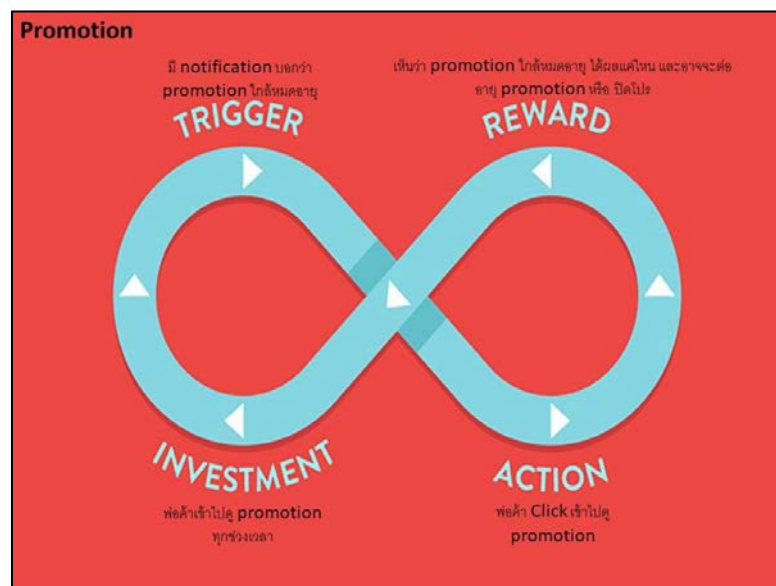 Promotion
มี notification บอกว่า
promotion ใกล้หมดอายุ
TRIGGER
เห็นว่า promotion ใกล้หมดอายุ ได้ผลแค่ไหน และอาจจะต่อ
อายุ promotion หรือ ปิดโปร
REWARD
INVESTMENT
พ่อค้าเข้าไปดู promotion
ทุกช่วงเวลา
ACTION
พ่อค้า Click เข้าไปดู
promotion